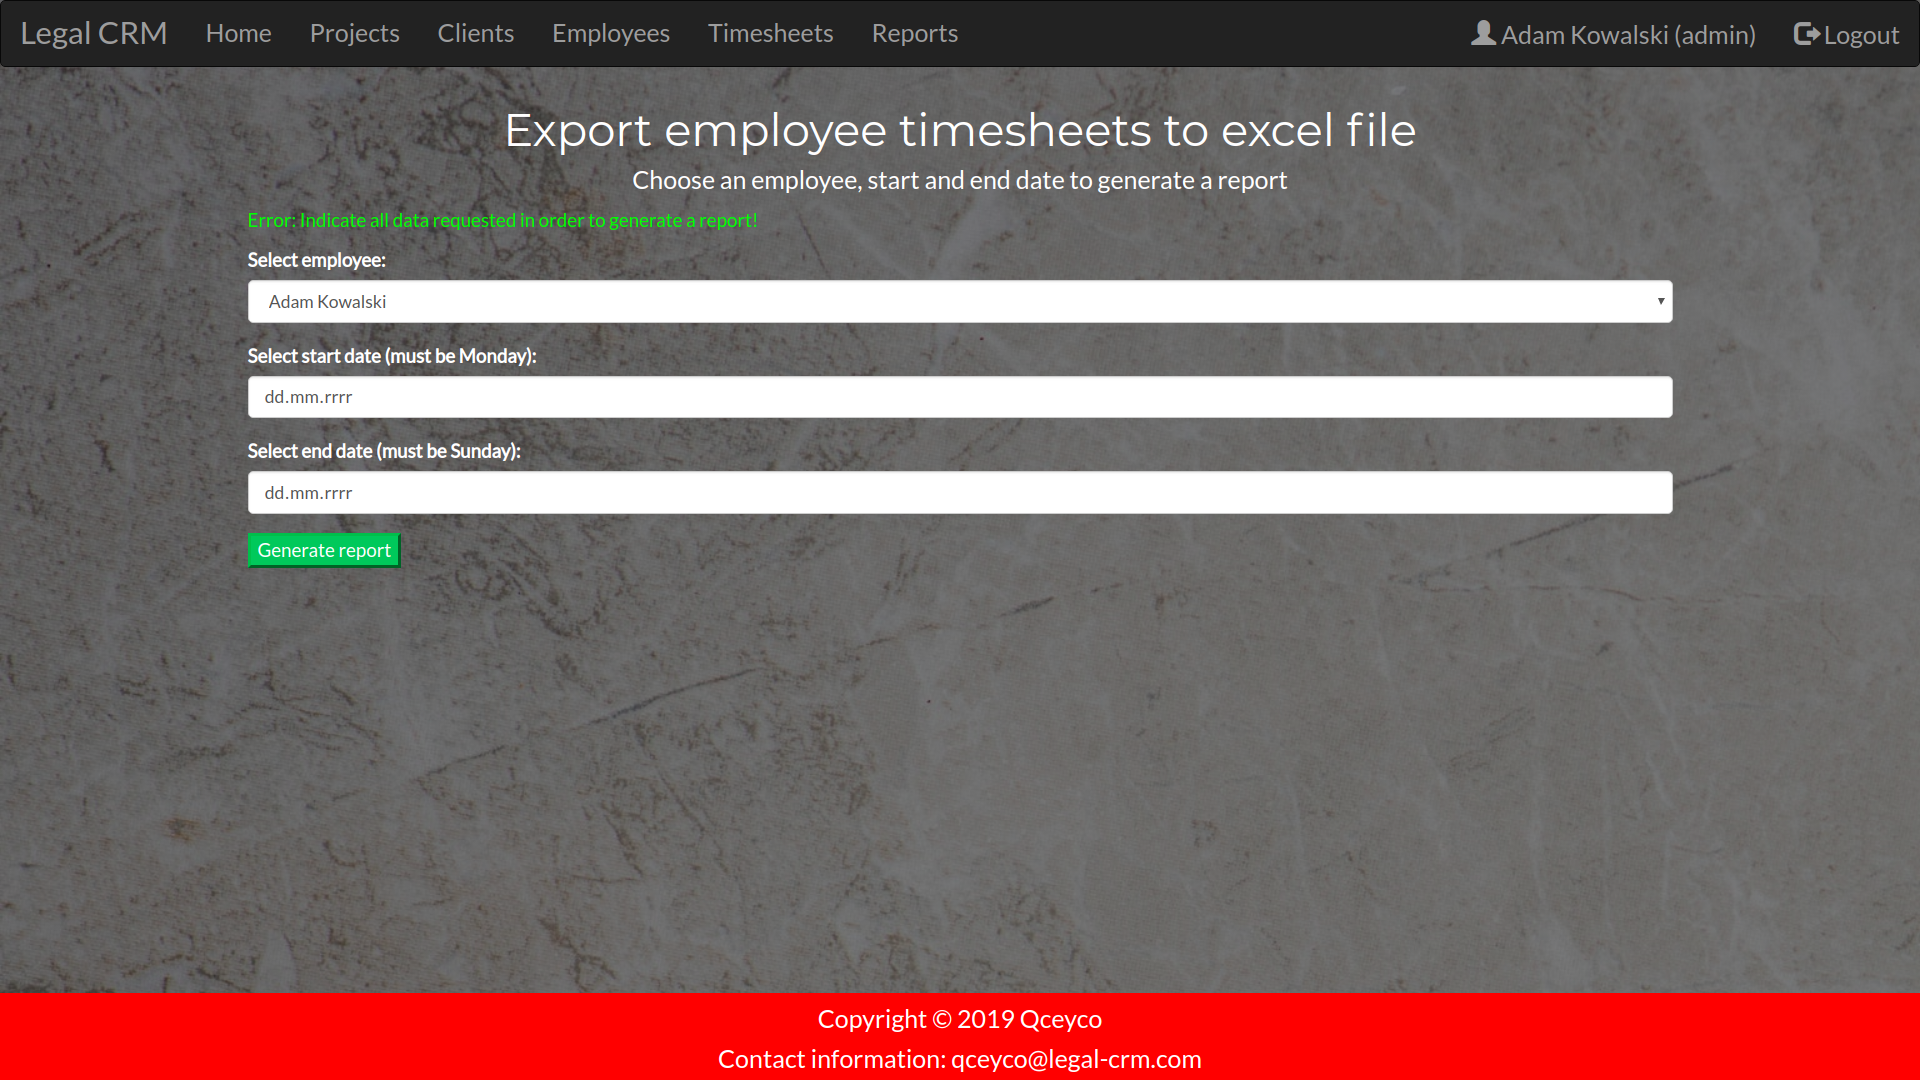 Legal CRM Home Projects Clients Employees Timesheets Reports Adam Kowalski (admin) Logout
Export employee timesheets to excel file
Choose an employee, start and end date to generate a report
Error: Indicate all data requested in order to generate a report!
Select employee:
Adam Kowalski
Select start date (must be Monday):
dd.mm.rrrr
Select end date (must be Sunday):
dd.mm.rrrr
Generate report
Copyright © 2019 Qceyco
Contact information: qceyco@legal-crm.com